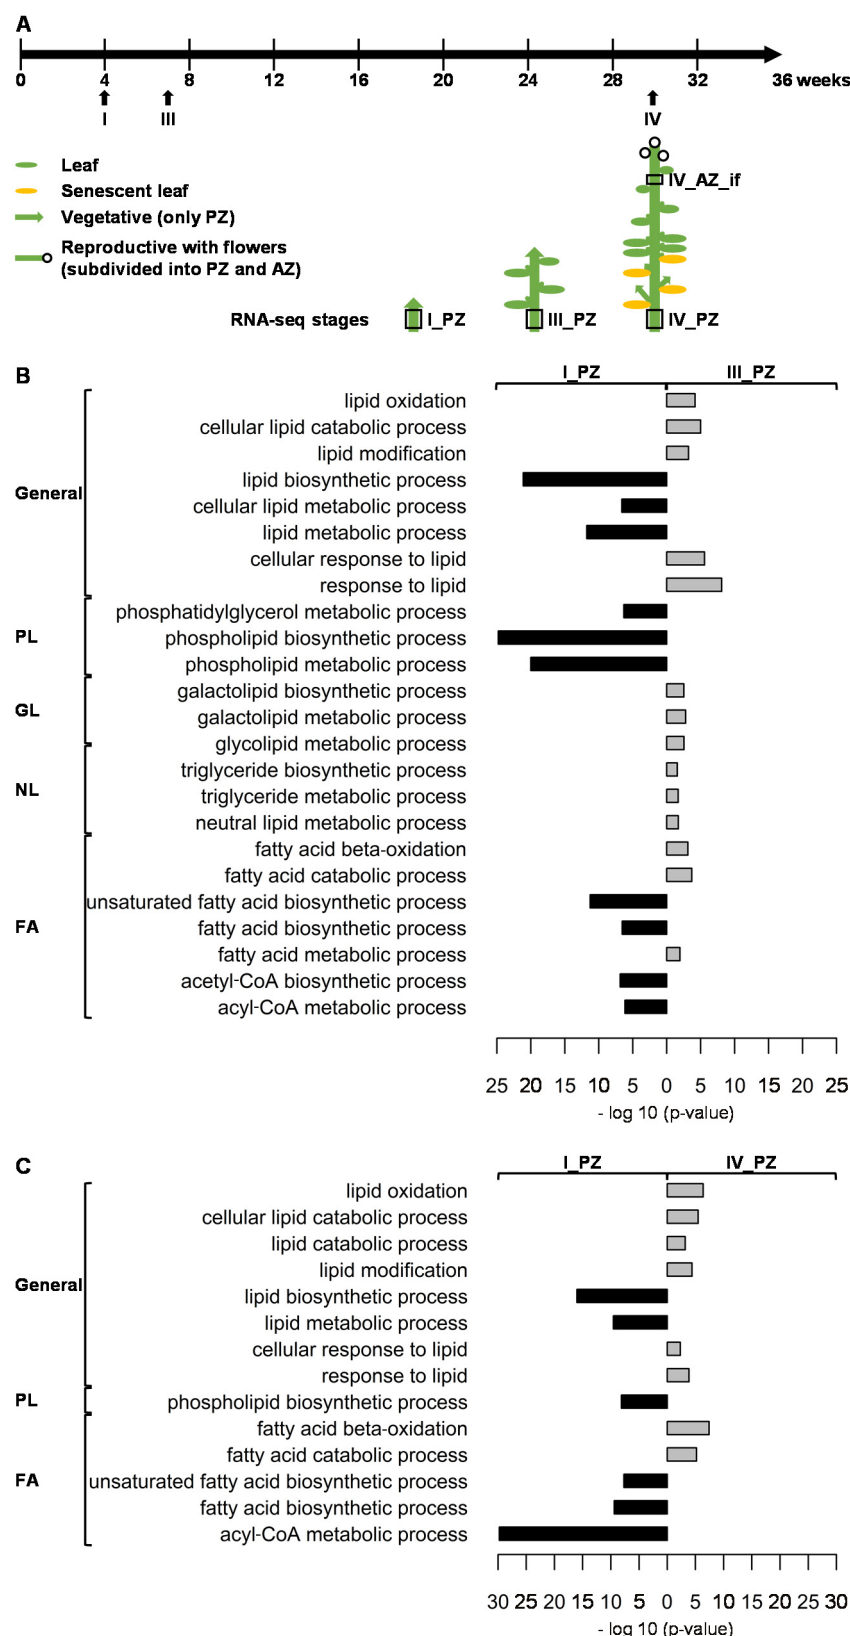 A
0 4 8 12 16 20 24 28 32 36 weeks
I III IV
Leaf
Senescent leaf
Vegetative (only PZ)
Reproductive with flowers
(subdivided into PZ and AZ)
IV_AZ_if
RNA-seq stages I_PZ III_PZ IV_PZ
B
I_PZ III_PZ
General
lipid oxidation
cellular lipid catabolic process
lipid modification
lipid biosynthetic process
cellular lipid metabolic process
lipid metabolic process
cellular response to lipid
response to lipid
PL
phosphatidylglycerol metabolic process
phospholipid biosynthetic process
phospholipid metabolic process
GL
galactolipid biosynthetic process
galactolipid metabolic process
glycolipid metabolic process
NL
triglyceride biosynthetic process
triglyceride metabolic process
neutral lipid metabolic process
FA
fatty acid beta-oxidation
fatty acid catabolic process
unsaturated fatty acid biosynthetic process
fatty acid biosynthetic process
fatty acid metabolic process
acetyl-CoA biosynthetic process
acyl-CoA metabolic process
25 20 15 10 5 0 5 10 15 20 25
- log 10 (p-value)
C
I_PZ IV_PZ
General
lipid oxidation
cellular lipid catabolic process
lipid catabolic process
lipid modification
lipid biosynthetic process
lipid metabolic process
cellular response to lipid
response to lipid
PL
phospholipid biosynthetic process
FA
fatty acid beta-oxidation
fatty acid catabolic process
unsaturated fatty acid biosynthetic process
fatty acid biosynthetic process
acyl-CoA metabolic process
30 25 20 15 10 5 0 5 10 15 20 25 30
- log 10 (p-value)